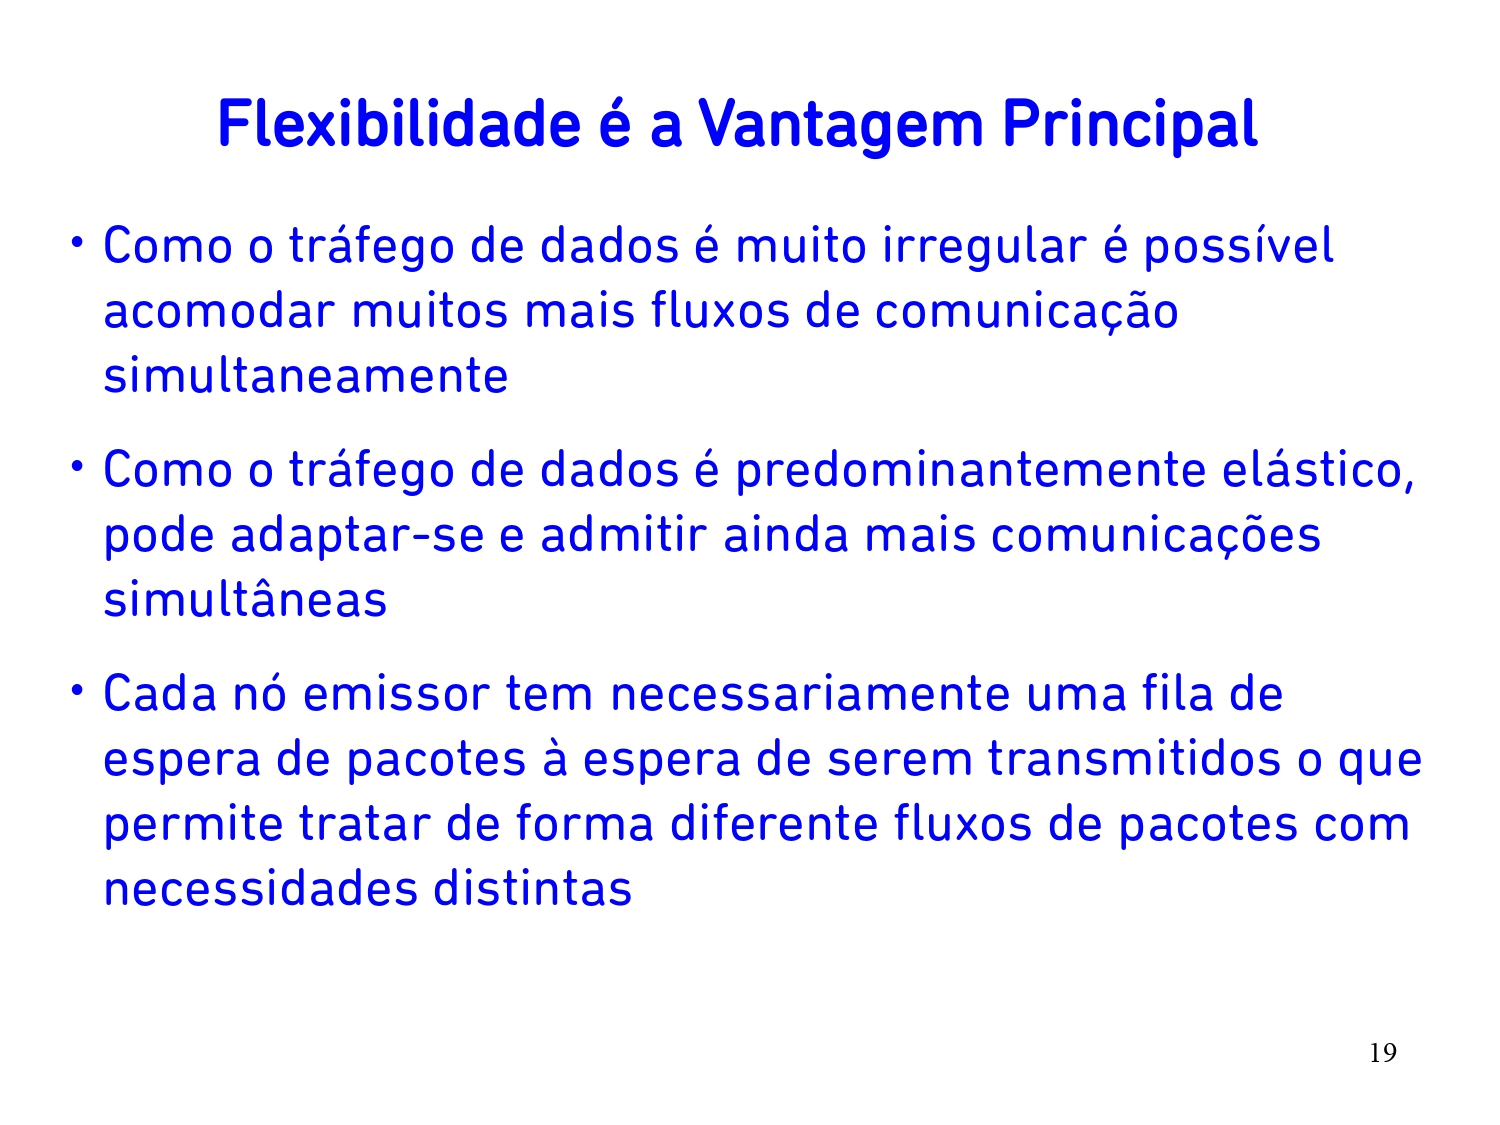 Flexibilidade é a Vantagem Principal
• Como o tráfego de dados é muito irregular é possível
acomodar muitos mais fluxos de comunicação
simultaneamente
• Como o tráfego de dados é predominantemente elástico,
pode adaptar-se e admitir ainda mais comunicações
simultâneas
• Cada nó emissor tem necessariamente uma fila de
espera de pacotes à espera de serem transmitidos o que
permite tratar de forma diferente fluxos de pacotes com
necessidades distintas
19